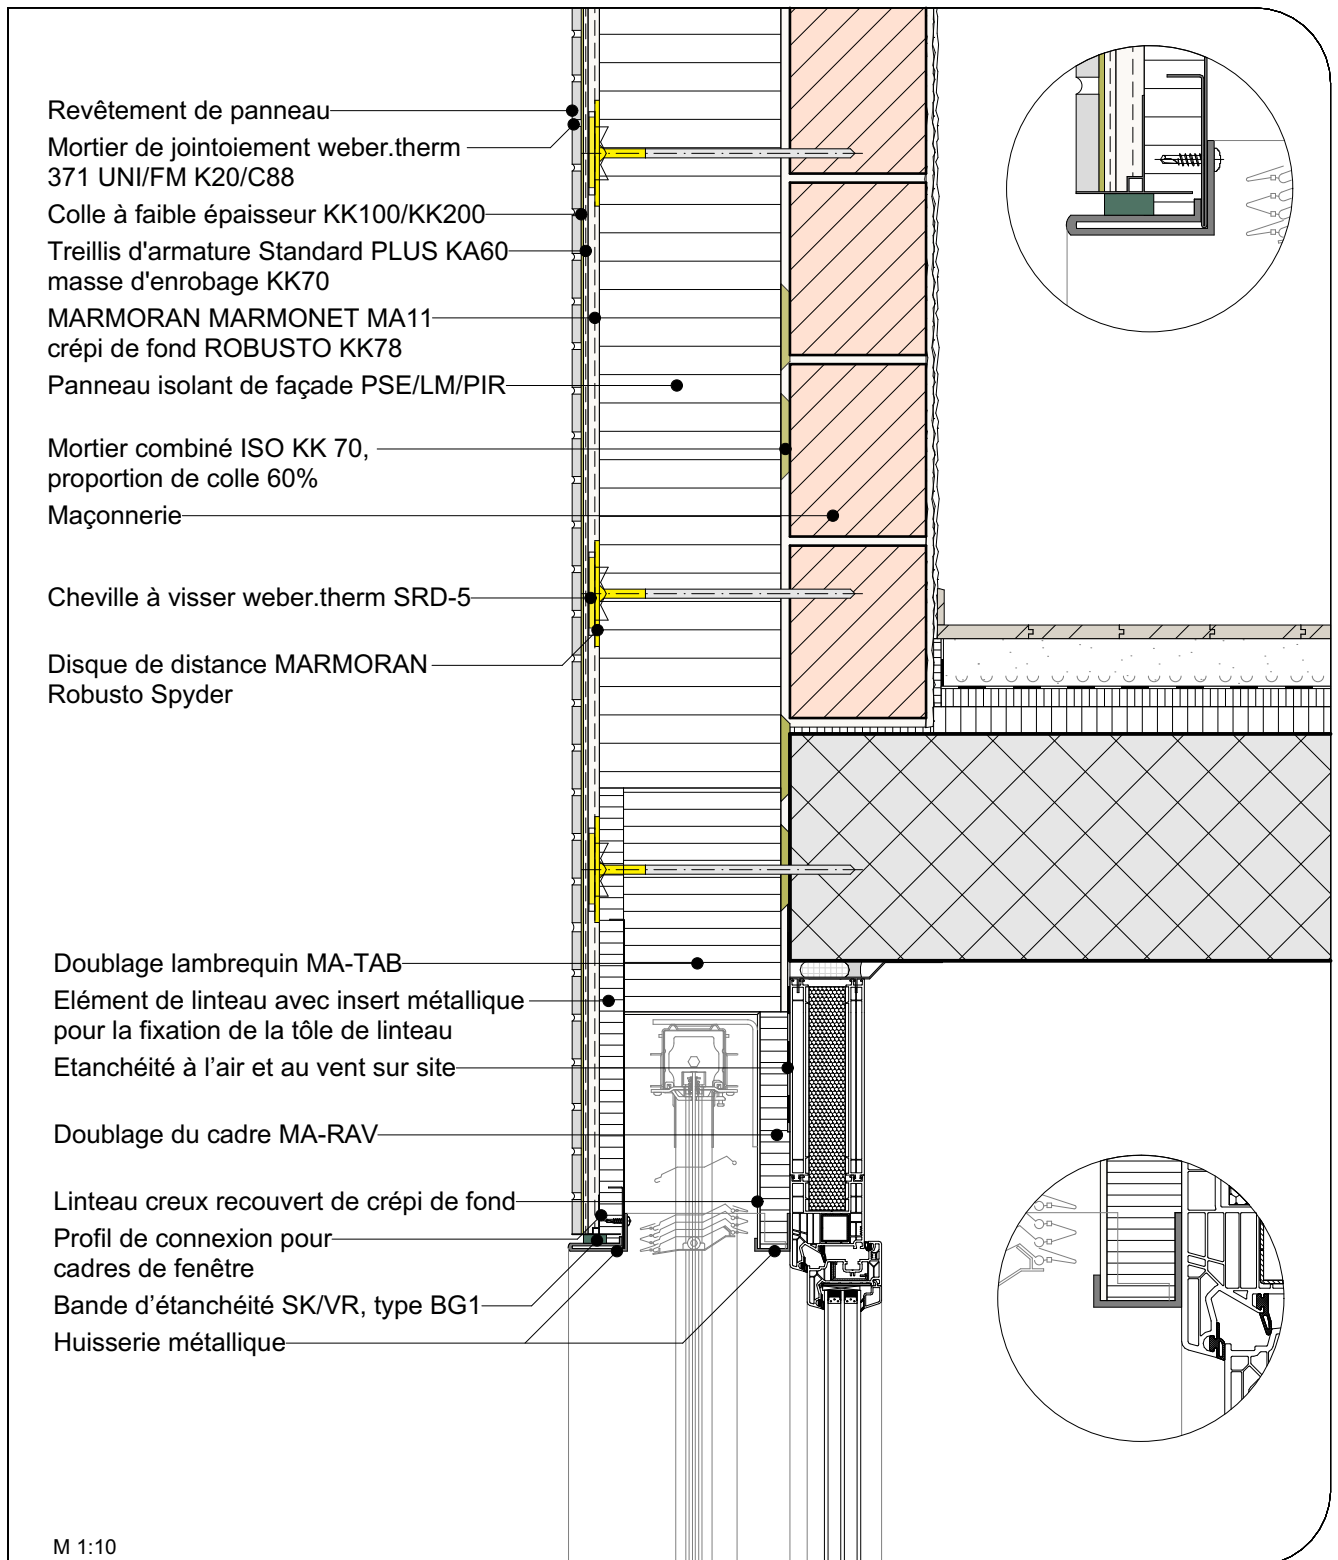 Revêtement de panneau
Mortier de jointoiement weber.therm
371 UNI/FM K20/C88
Colle à faible épaisseur KK100/KK200
Treillis d'armature Standard PLUS KA60
masse d'enrobage KK70
MARMORAN MARMONET MA11
crépi de fond ROBUSTO KK78
Panneau isolant de façade PSE/LM/PIR
Mortier combiné ISO KK 70,
proportion de colle 60%
Maçonnerie
Cheville à visser weber.therm SRD-5
Disque de distance MARMORAN
Robusto Spyder
Doublage lambrequin MA-TAB
Elément de linteau avec insert métallique
pour la fixation de la tôle de linteau
Etanchéité à l’air et au vent sur site
Doublage du cadre MA-RAV
Linteau creux recouvert de crépi de fond
Profil de connexion pour
cadres de fenêtre
Bande d’étanchéité SK/VR, type BG1
Huisserie métallique
M 1:10